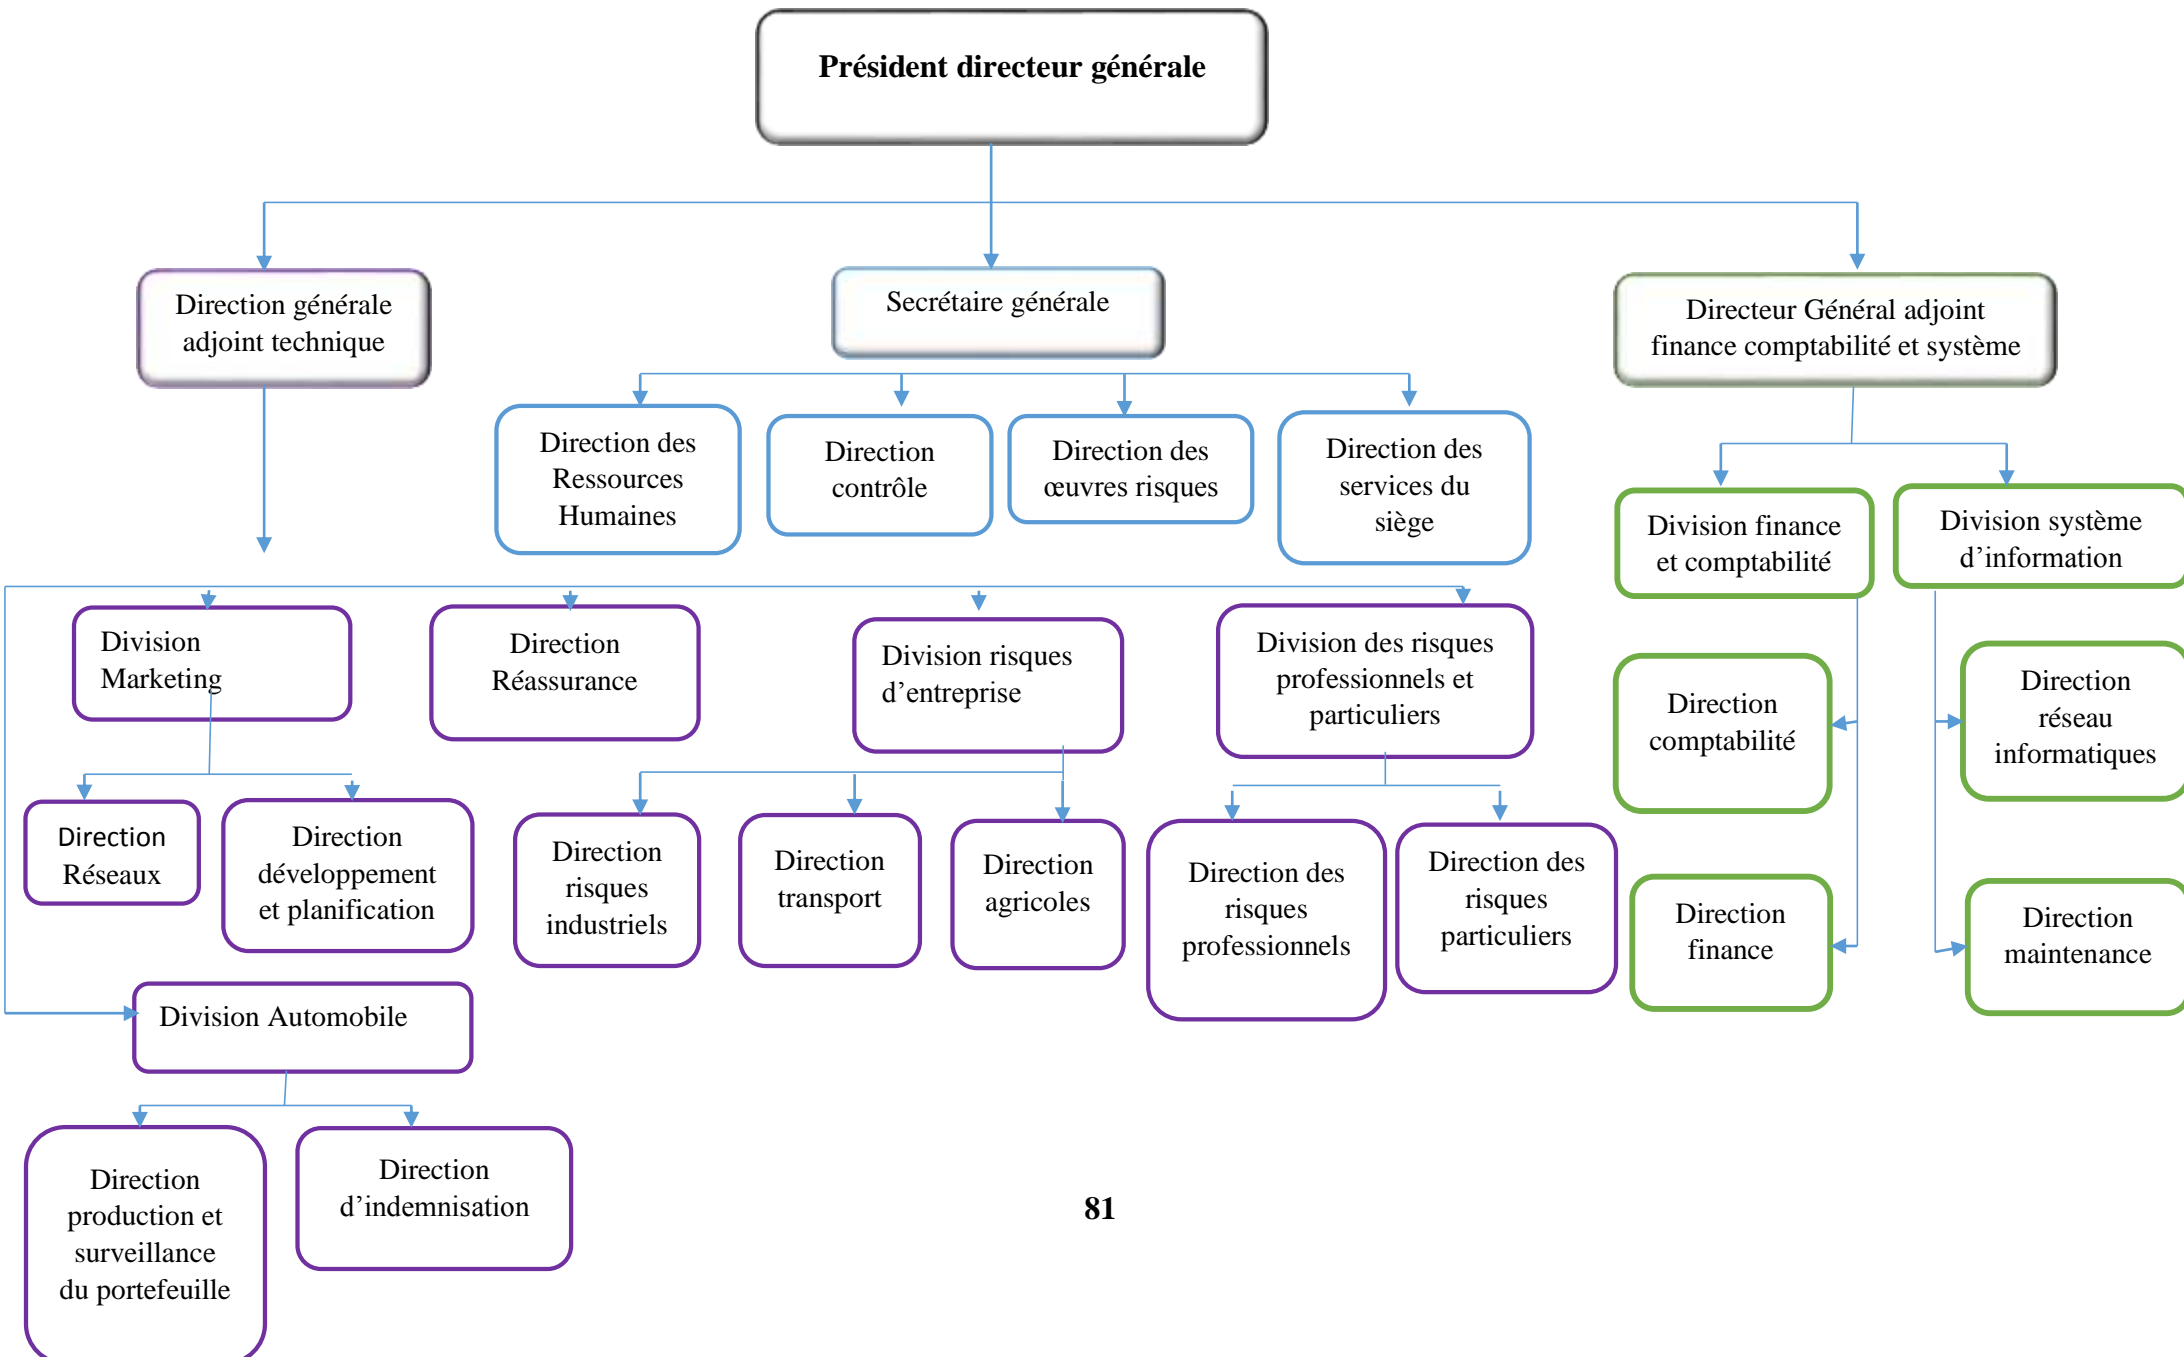 Président directeur générale
Direction générale
adjoint technique
Secrétaire générale
Directeur Général adjoint
finance comptabilité et système
Direction des
Ressources
Humaines
Direction
contrôle
Direction des
œuvres risques
Direction des
services du
siège
Division finance
et comptabilité
Division système
d’information
Division
Marketing
Direction
Réassurance
Division risques
d’entreprise
Division des risques
professionnels et
particuliers
Direction
comptabilité
Direction
réseau
informatiques
Direction
Réseaux
Direction
développement
et planification
Direction
risques
industriels
Direction
transport
Direction
agricoles
Direction des
risques
professionnels
Direction des
risques
particuliers
Direction
finance
Direction
maintenance
Division Automobile
Direction
production et
surveillance
du portefeuille
Direction
d’indemnisation
81